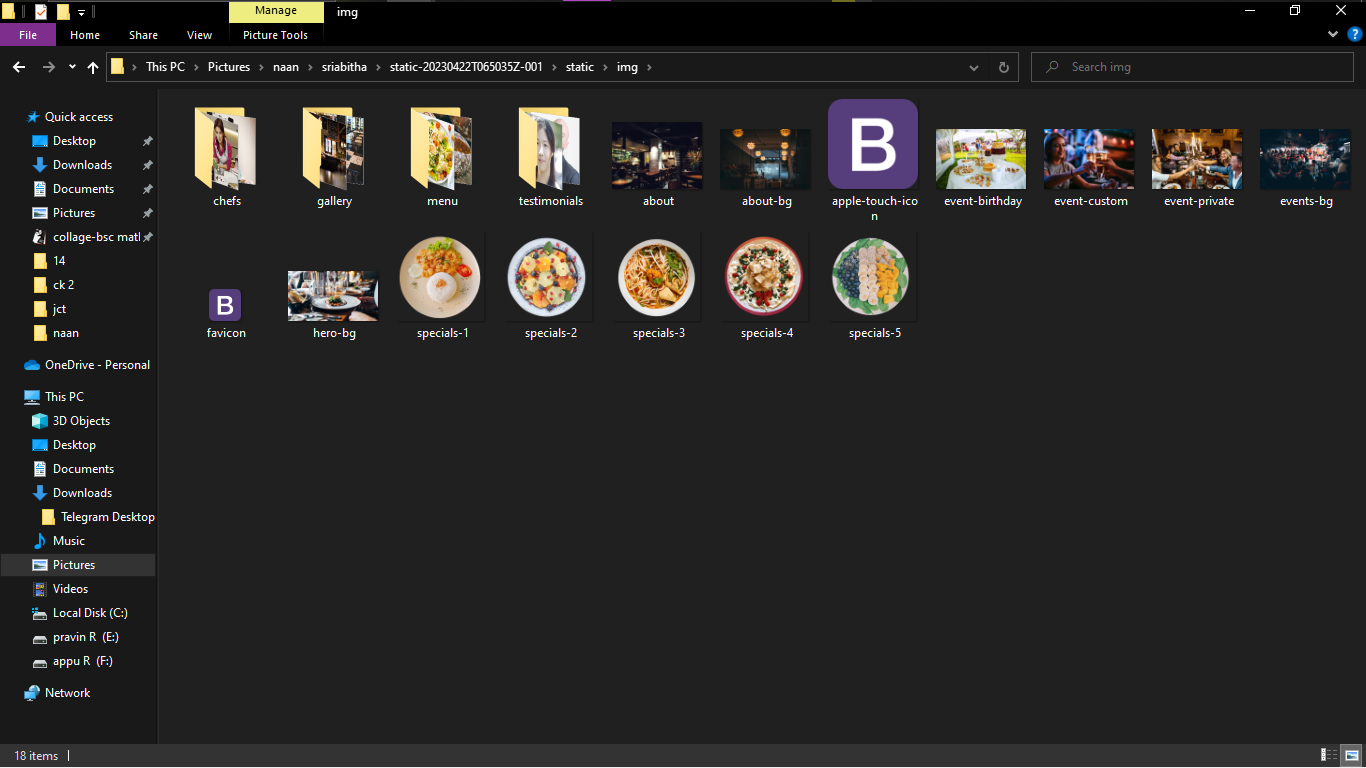 Manage
img
File
Home
Share
View
Picture Tools
This PC
Pictures
naan
sriabitha
static-20230422T065035Z-001
static
img
Search img
Quick access
Desktop
Downloads
Documents
Pictures
collage-bsc matl
14
ck 2
jct
naan
OneDrive - Personal
This PC
3D Objects
Desktop
Documents
Downloads
Telegram Desktop
Music
Pictures
Videos
Local Disk (C:)
pravin R (E:)
appu R (F:)
Network
chefs
gallery
menu
testimonials
about
about-bg
B
apple-touch-ico
n
event-birthday
event-custom
event-private
events-bg
B
favicon
hero-bg
specials-1
specials-2
specials-3
specials-4
specials-5
18 items